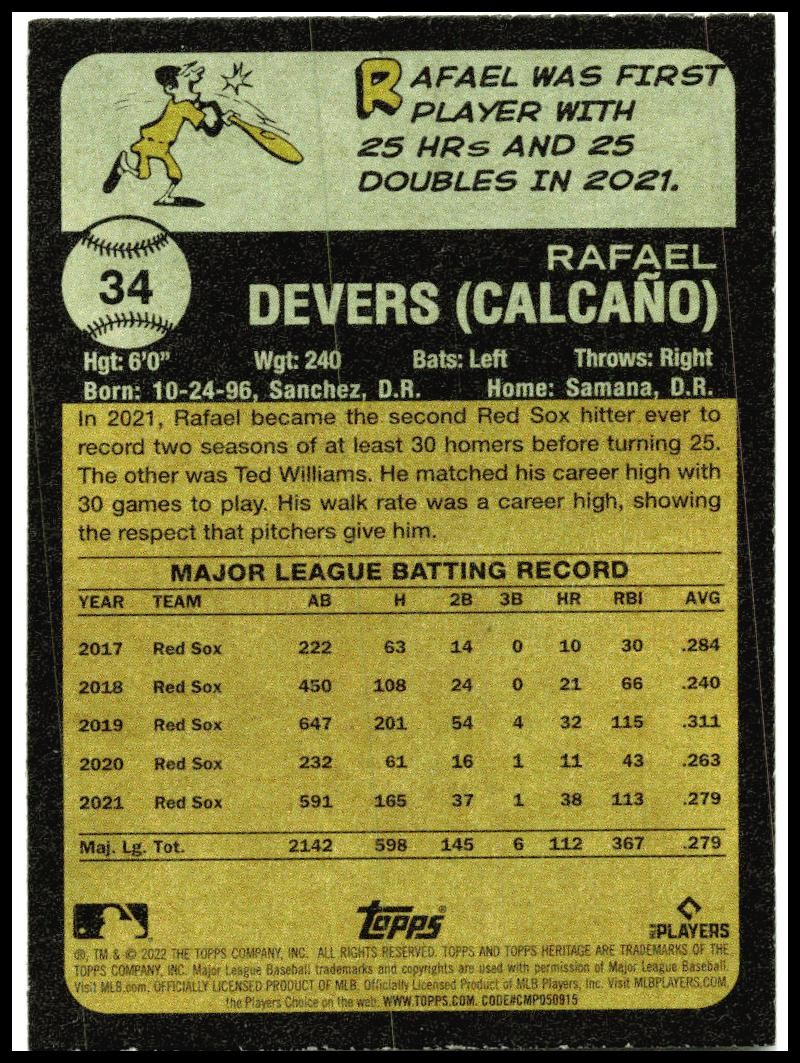 RAFAEL WAS FIRST
PLAYER WITH
25 HRs AND 25
DOUBLES IN 2021.
34
RAFAEL
DEVERS (CALCAÑO)
Hgt: 6'0" Wgt: 240 Bats: Left Throws: Right
Born: 10-24-96, Sanchez, D.R. Home: Samana, D.R.
In 2021, Rafael became the second Red Sox hitter ever to
record two seasons of at least 30 homers before turning 25.
The other was Ted Williams. He matched his career high with
30 games to play. His walk rate was a career high, showing
the respect that pitchers give him.
MAJOR LEAGUE BATTING RECORD
YEAR TEAM AB H 2B 3B HR RBI AVG
2017 Red Sox 222 63 14 0 10 30 .284
2018 Red Sox 450 108 24 0 21 66 .240
2019 Red Sox 647 201 54 4 32 115 .311
2020 Red Sox 232 61 16 1 11 43 .263
2021 Red Sox 591 165 37 1 38 113 .279
Maj. Lg. Tot. 2142 598 145 6 112 367 .279
TOPPS® PLAYERS
®, TM & © 2022 THE TOPPS COMPANY, INC. ALL RIGHTS RESERVED. TOPPS AND TOPPS HERITAGE ARE TRADEMARKS OF THE
TOPPS COMPANY, INC. Major League Baseball trademarks and copyrights are used with permission of Major League Baseball.
Visit MLB.com. OFFICIALLY LICENSED PRODUCT OF MLB. Officially Licensed Product of MLB Players, Inc. Visit MLBPLAYERS.COM,
the Players Choice on the web. WWW.TOPPS.COM. CODE#CMP050915